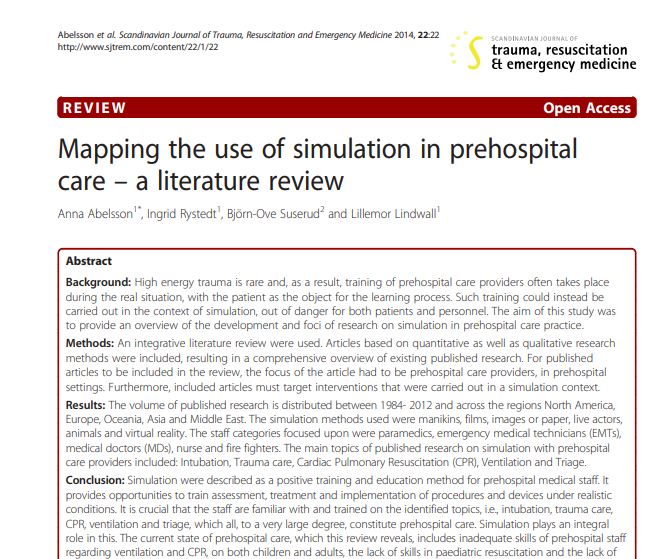 Abelsson et al. Scandinavian Journal of Trauma, Resuscitation and Emergency Medicine 2014, 22:22
http://www.sjtrem.com/content/22/1/22
SCANDINAVIAN JOURNAL OF
trauma, resuscitation
& emergency medicine
REVIEW Open Access
Mapping the use of simulation in prehospital
care – a literature review
Anna Abelsson1*, Ingrid Rystedt1, Björn-Ove Suserud2 and Lillemor Lindwall1
Abstract
Background: High energy trauma is rare and, as a result, training of prehospital care providers often takes place
during the real situation, with the patient as the object for the learning process. Such training could instead be
carried out in the context of simulation, out of danger for both patients and personnel. The aim of this study was
to provide an overview of the development and foci of research on simulation in prehospital care practice.
Methods: An integrative literature review were used. Articles based on quantitative as well as qualitative research
methods were included, resulting in a comprehensive overview of existing published research. For published
articles to be included in the review, the focus of the article had to be prehospital care providers, in prehospital
settings. Furthermore, included articles must target interventions that were carried out in a simulation context.
Results: The volume of published research is distributed between 1984- 2012 and across the regions North America,
Europe, Oceania, Asia and Middle East. The simulation methods used were manikins, films, images or paper, live actors,
animals and virtual reality. The staff categories focused upon were paramedics, emergency medical technicians (EMTs),
medical doctors (MDs), nurse and fire fighters. The main topics of published research on simulation with prehospital
care providers included: Intubation, Trauma care, Cardiac Pulmonary Resuscitation (CPR), Ventilation and Triage.
Conclusion: Simulation were described as a positive training and education method for prehospital medical staff. It
provides opportunities to train assessment, treatment and implementation of procedures and devices under realistic
conditions. It is crucial that the staff are familiar with and trained on the identified topics, i.e., intubation, trauma care,
CPR, ventilation and triage, which all, to a very large degree, constitute prehospital care. Simulation plays an integral
role in this. The current state of prehospital care, which this review reveals, includes inadequate skills of prehospital staff
regarding ventilation and CPR, on both children and adults, the lack of skills in paediatric resuscitation and the lack of